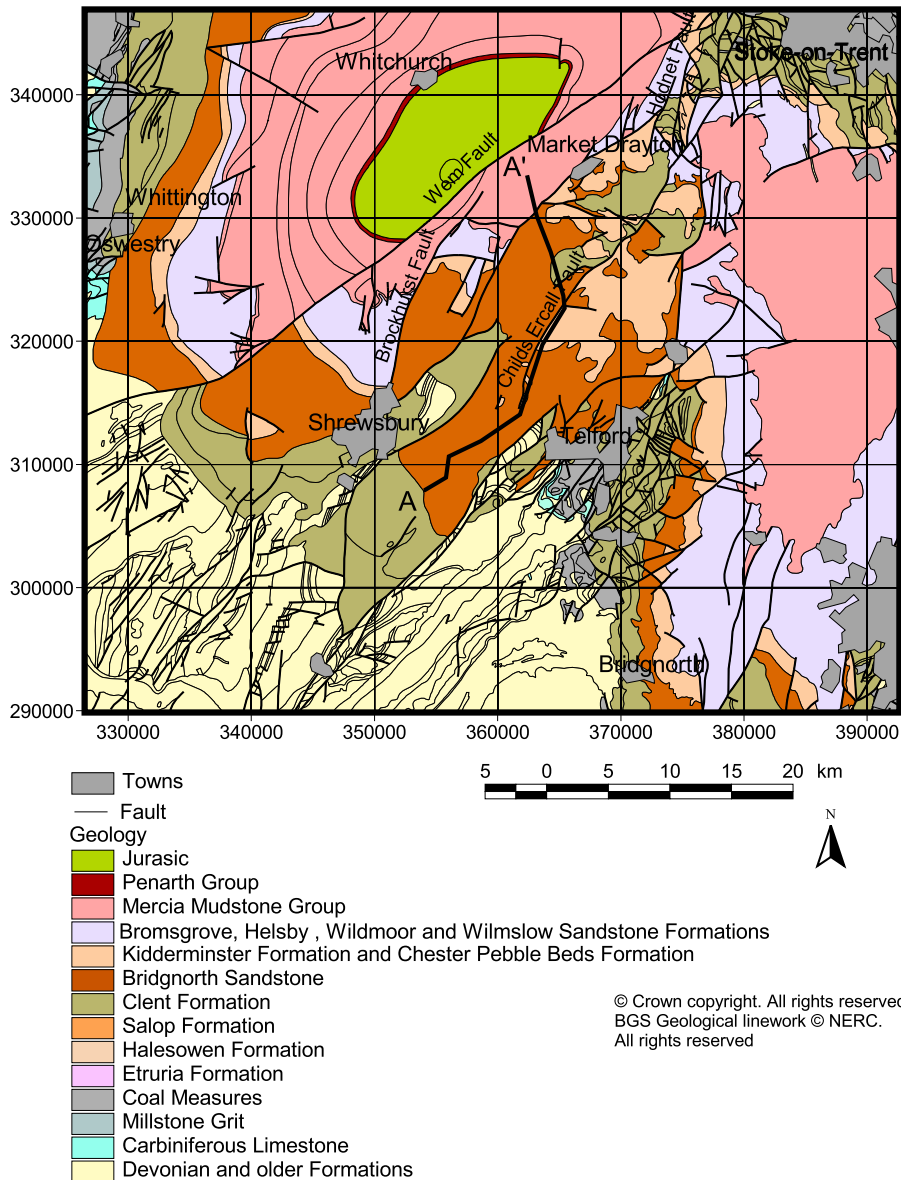 Stoke-on-Trent
Whitchurch
Hodnet Fault
340000
Market Drayton
A'
Wem Fault
Whittington
330000
Oswestry
Brockhurst Fault
Childs Ercall Fault
320000
Shrewsbury
Telford
310000
A
300000
Bridgnorth
290000
330000 340000 350000 360000 370000 380000 390000
Towns
5 0 5 10 15 20 km
Fault
N
Geology
Jurasic
Penarth Group
Mercia Mudstone Group
Bromsgrove, Helsby , Wildmoor and Wilmslow Sandstone Formations
Kidderminster Formation and Chester Pebble Beds Formation
Bridgnorth Sandstone
Clent Formation
Salop Formation
Halesowen Formation
Etruria Formation
Coal Measures
Millstone Grit
Carbiniferous Limestone
Devonian and older Formations
© Crown copyright. All rights reserved
BGS Geological linework © NERC.
All rights reserved